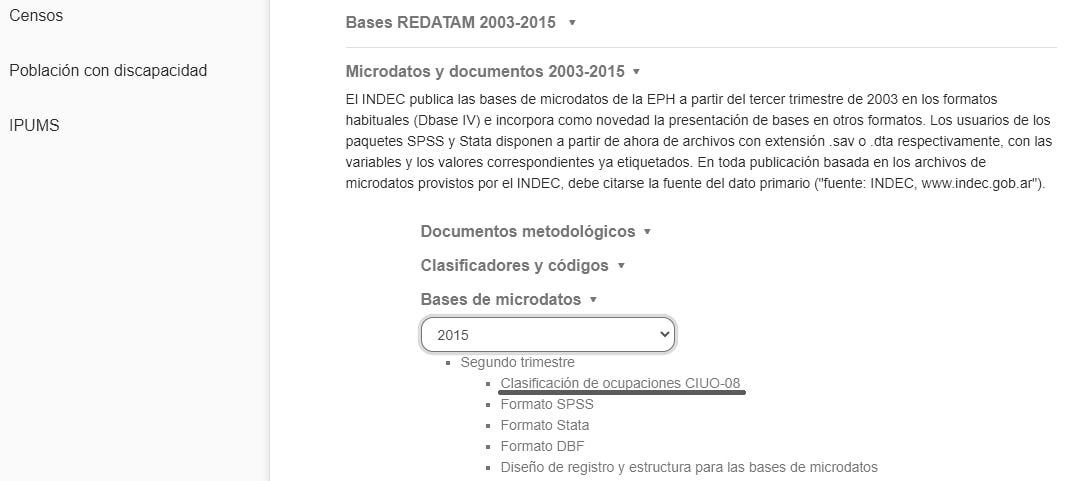 Censos
Población con discapacidad
IPUMS
Bases REDATAM 2003-2015
Microdatos y documentos 2003-2015
El INDEC publica las bases de microdatos de la EPH a partir del tercer trimestre de 2003 en los formatos
habituales (Dbase IV) e incorpora como novedad la presentación de bases en otros formatos. Los usuarios de los
paquetes SPSS y Stata disponen a partir de ahora de archivos con extensión .sav o .dta respectivamente, con las
variables y los valores correspondientes ya etiquetados. En toda publicación basada en los archivos de
microdatos provistos por el INDEC, debe citarse la fuente del dato primario ("fuente: INDEC, www.indec.gob.ar").
Documentos metodológicos
Clasificadores y códigos
Bases de microdatos
2015
Segundo trimestre
Clasificación de ocupaciones CIUO-08
Formato SPSS
Formato Stata
Formato DBF
Diseño de registro y estructura para las bases de microdatos